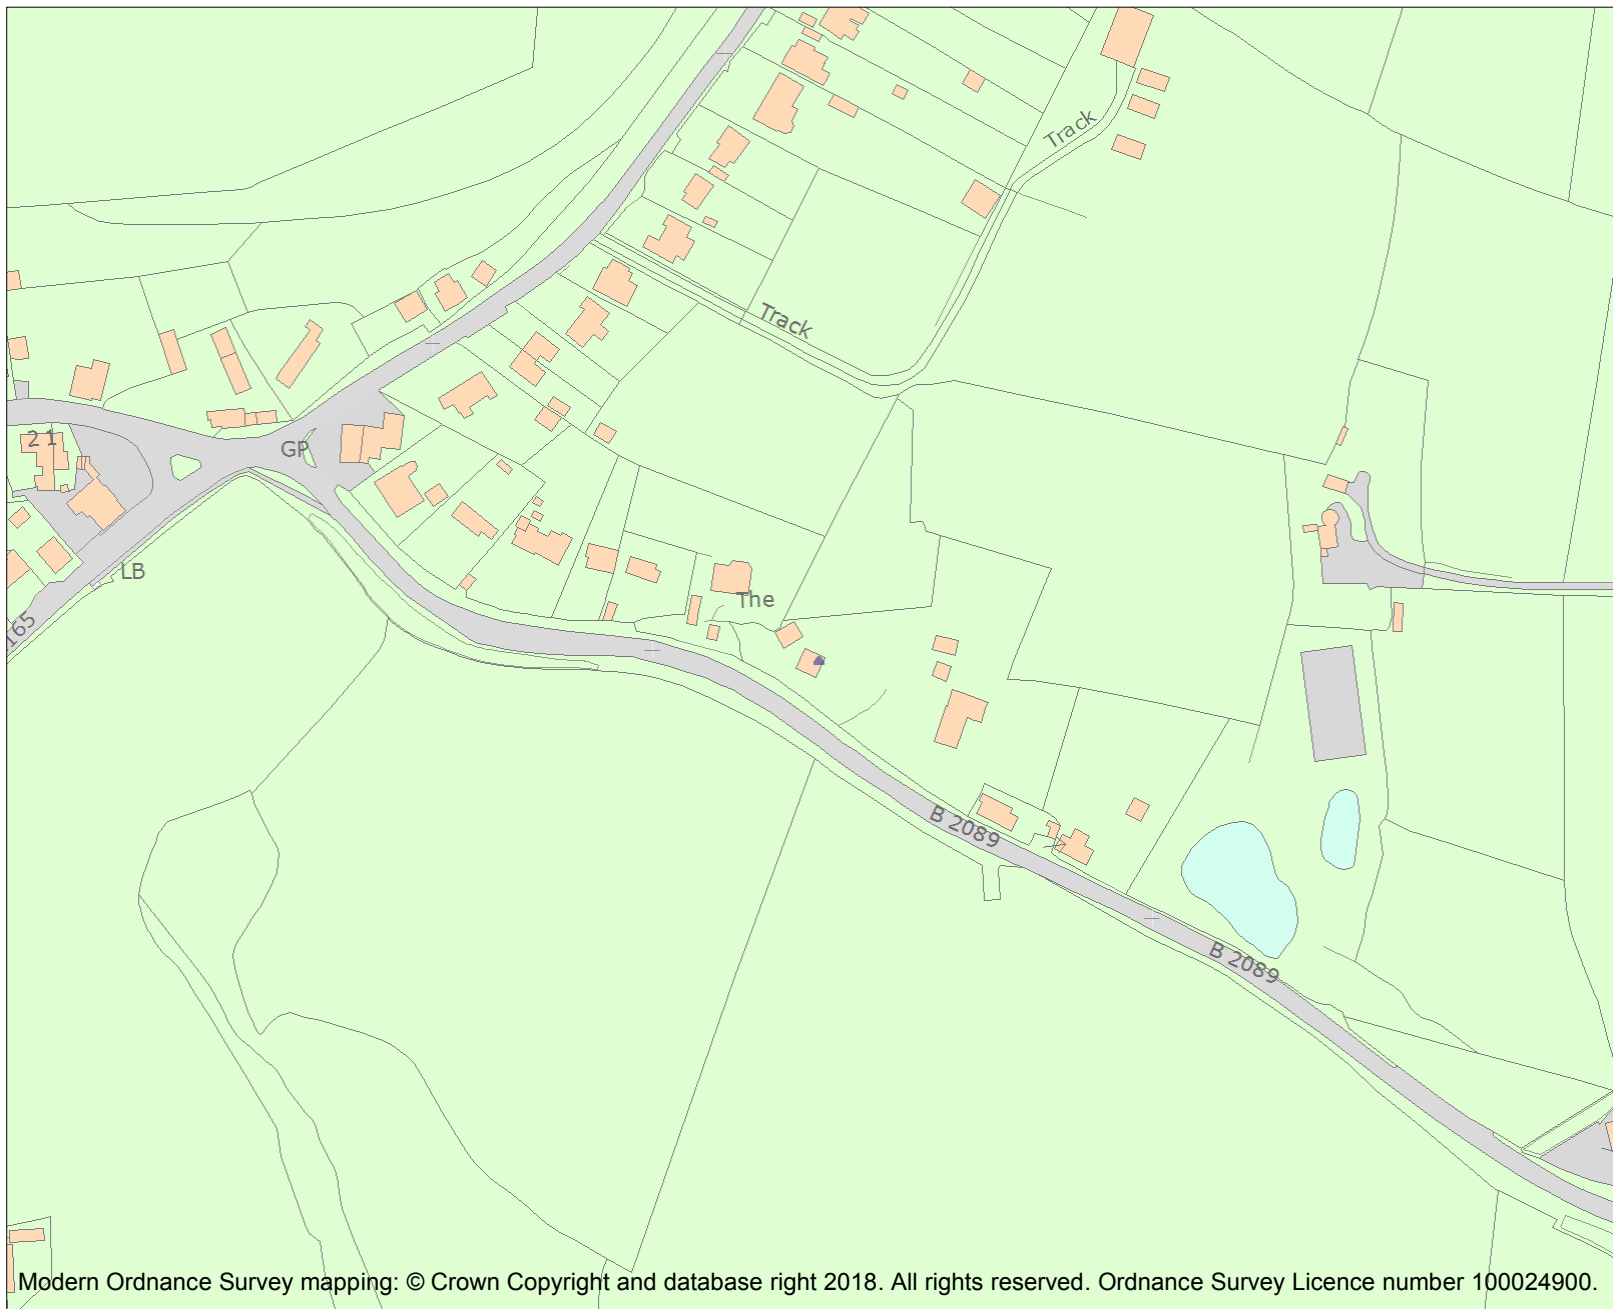 Track
Track
2 1
GP
LB
The
165
B 2089
B 2089
Modern Ordnance Survey mapping: © Crown Copyright and database right 2018. All rights reserved. Ordnance Survey Licence number 100024900.